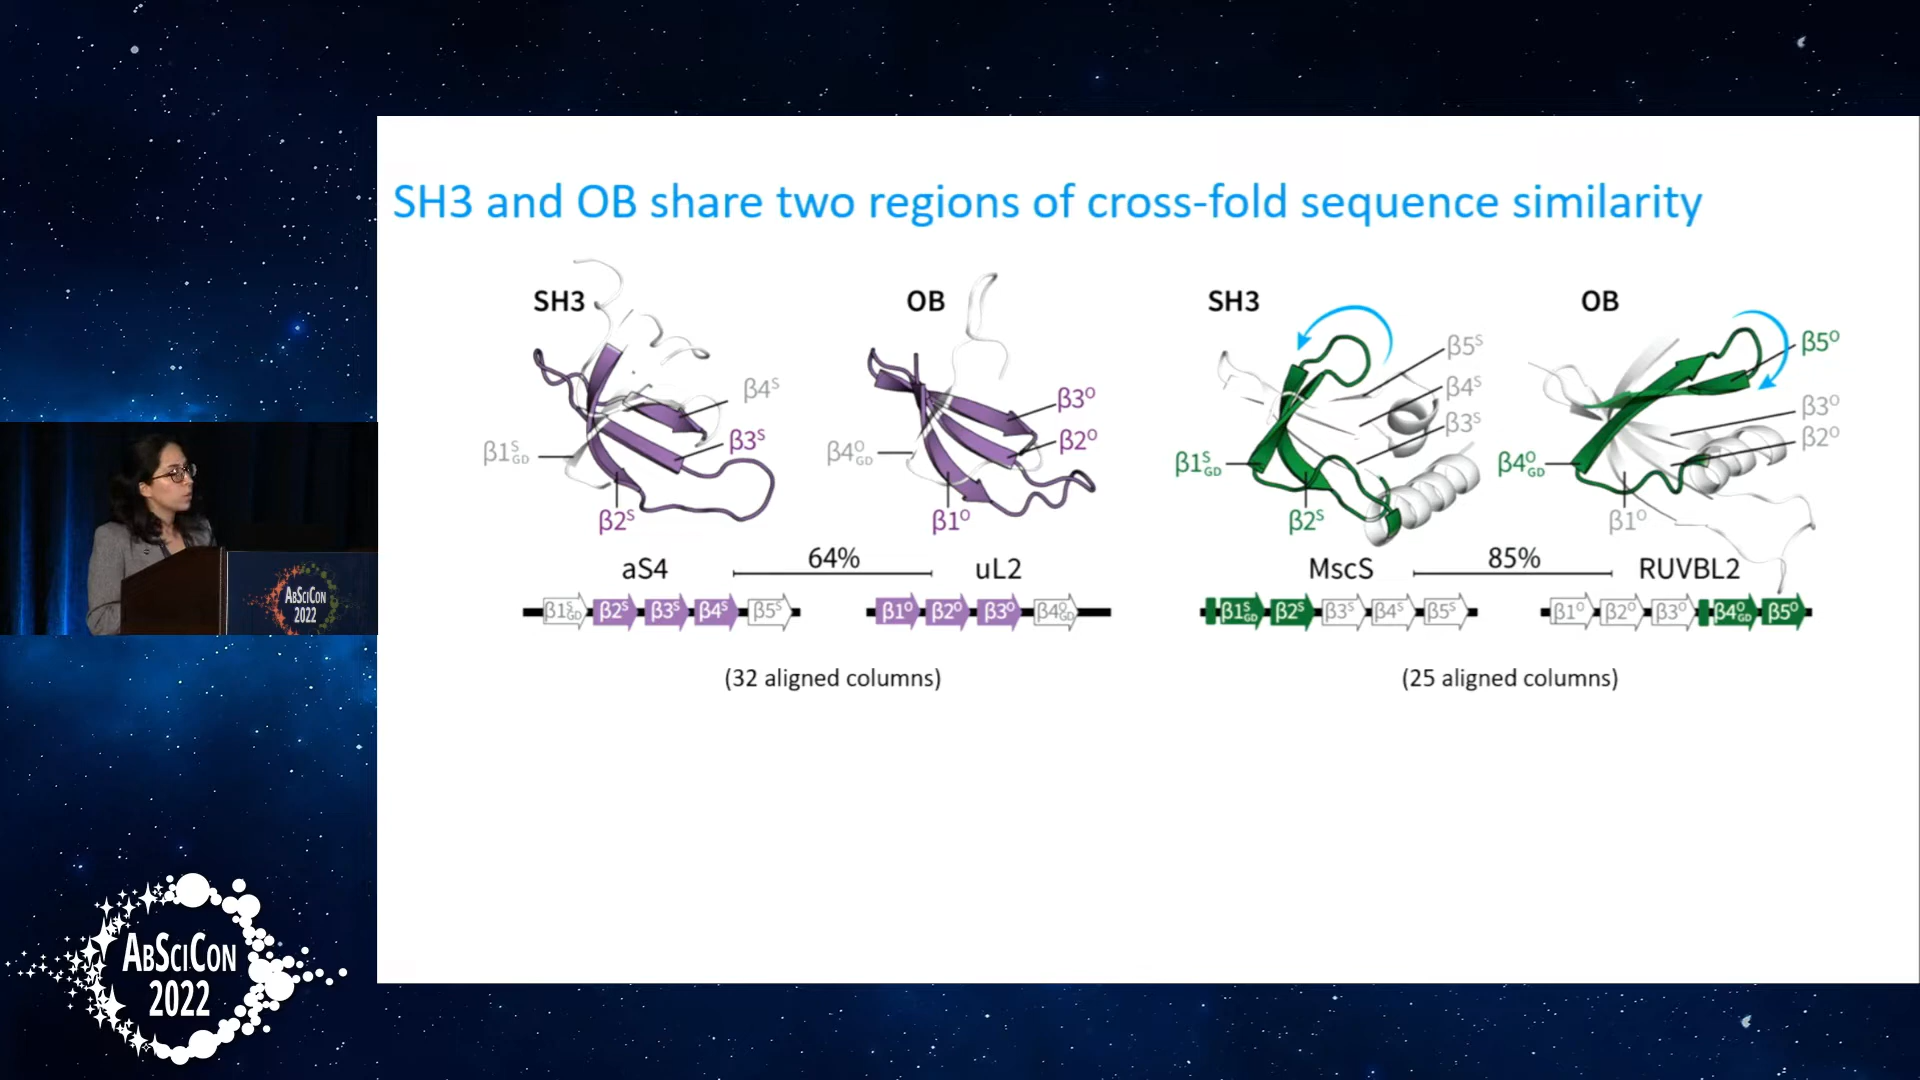 SH3 and OB share two regions of cross-fold sequence similarity
SH3
OB
SH3
OB
β4ˢ
β3ˢ
β1ˢGD
β2ˢ
β3ᴼ
β2ᴼ
β4ᴼGD
β1ᴼ
β5ˢ
β4ˢ
β3ˢ
β1ˢGD
β2ˢ
β5ᴼ
β3ᴼ
β2ᴼ
β4ᴼGD
β1ᴼ
aS4
64%
uL2
MscS
85%
RUVBL2
β1ˢGD β2ˢ β3ˢ β4ˢ β5ˢ
β1ᴼ β2ᴼ β3ᴼ β4ᴼGD
β1ˢGD β2ˢ β3ˢ β4ˢ β5ˢ
β1ᴼ β2ᴼ β3ᴼ β4ᴼGD β5ᴼ
(32 aligned columns)
(25 aligned columns)
ABSCICON
2022
ABSCICON
2022